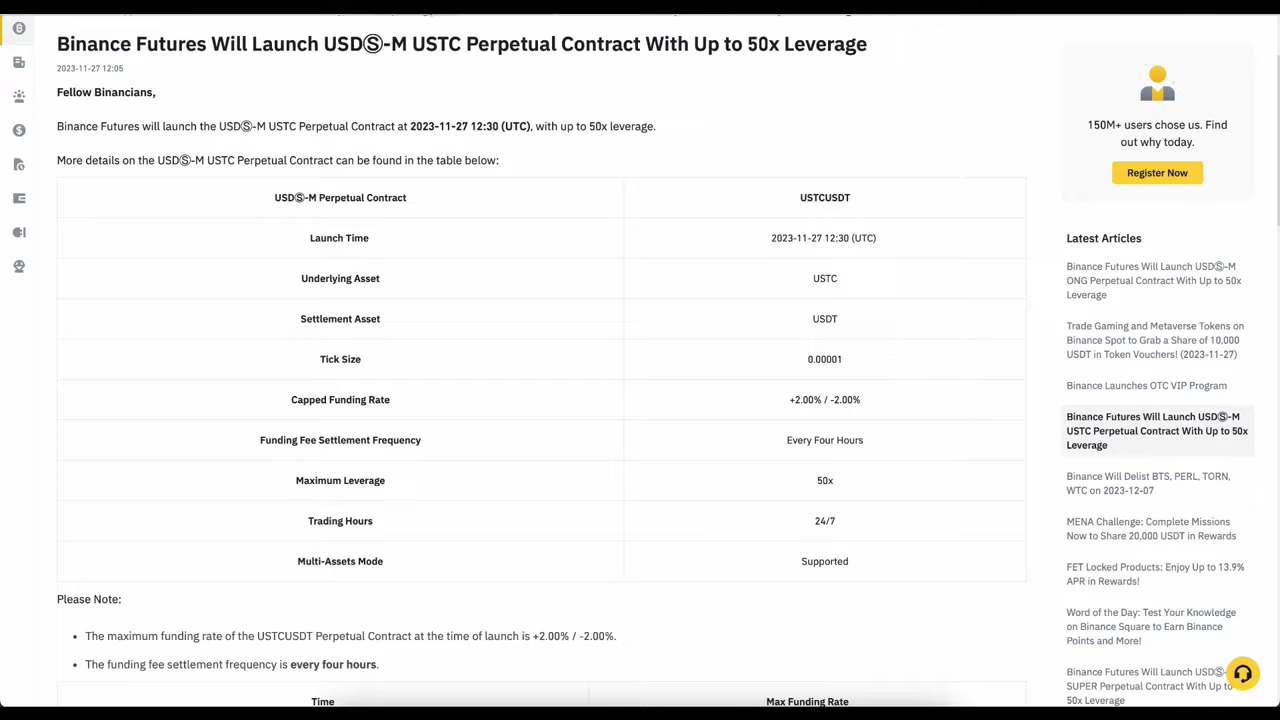 Binance Futures Will Launch USDⓈ-M USTC Perpetual Contract With Up to 50x Leverage
2023-11-27 12:05
Fellow Binancians,
Binance Futures will launch the USDⓈ-M USTC Perpetual Contract at 2023-11-27 12:30 (UTC), with up to 50x leverage.
More details on the USDⓈ-M USTC Perpetual Contract can be found in the table below:
USDⓈ-M Perpetual Contract USTCUSDT
Launch Time 2023-11-27 12:30 (UTC)
Underlying Asset USTC
Settlement Asset USDT
Tick Size 0.00001
Capped Funding Rate +2.00% / -2.00%
Funding Fee Settlement Frequency Every Four Hours
Maximum Leverage 50x
Trading Hours 24/7
Multi-Assets Mode Supported
Please Note:
• The maximum funding rate of the USTCUSDT Perpetual Contract at the time of launch is +2.00% / -2.00%.
• The funding fee settlement frequency is every four hours.
Time Max Funding Rate
150M+ users chose us. Find
out why today.
Register Now
Latest Articles
Binance Futures Will Launch USDⓈ-M
ONG Perpetual Contract With Up to 50x
Leverage
Trade Gaming and Metaverse Tokens on
Binance Spot to Grab a Share of 10,000
USDT in Token Vouchers! (2023-11-27)
Binance Launches OTC VIP Program
Binance Futures Will Launch USDⓈ-M
USTC Perpetual Contract With Up to 50x
Leverage
Binance Will Delist BTS, PERL, TORN,
WTC on 2023-12-07
MENA Challenge: Complete Missions
Now to Share 20,000 USDT in Rewards
FET Locked Products: Enjoy Up to 13.9%
APR in Rewards!
Word of the Day: Test Your Knowledge
on Binance Square to Earn Binance
Points and More!
Binance Futures Will Launch USDⓈ-
SUPER Perpetual Contract With Up to
50x Leverage